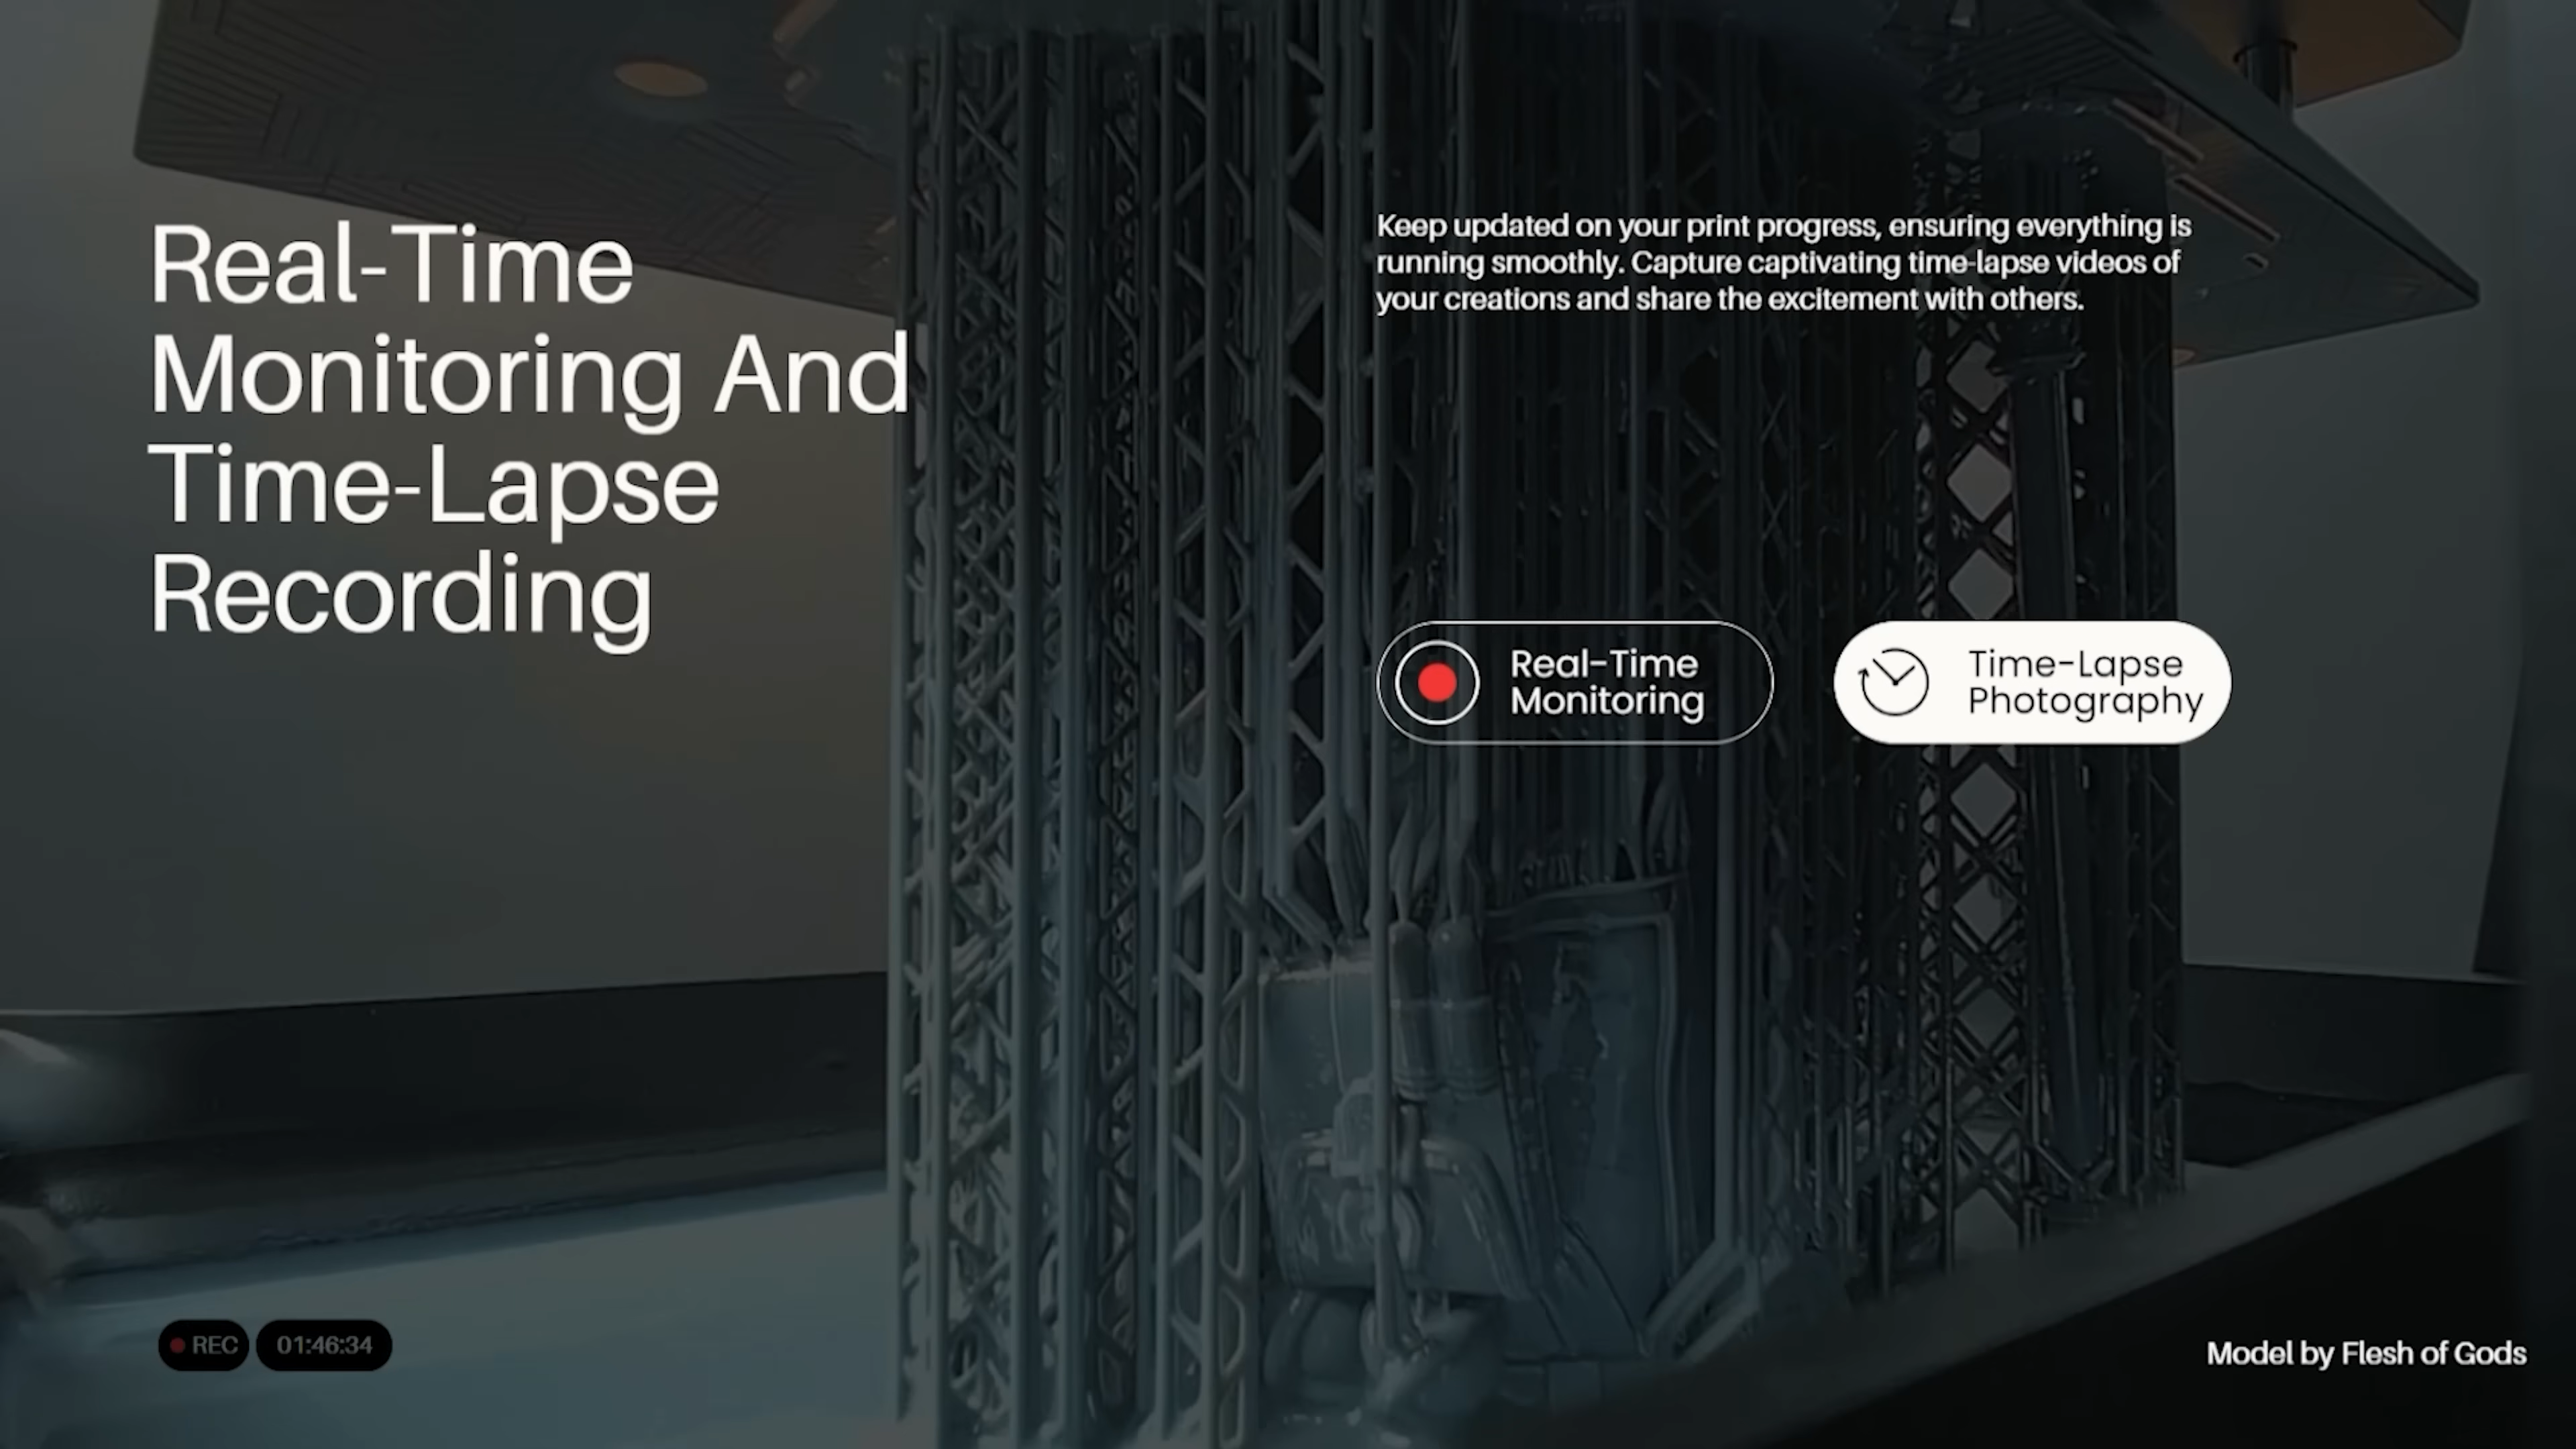 Real-Time
Monitoring And
Time-Lapse
Recording
Keep updated on your print progress, ensuring everything is
running smoothly. Capture captivating time-lapse videos of
your creations and share the excitement with others.
Real-Time
Monitoring
Time-Lapse
Photography
REC
01:46:34
Model by Flesh of Gods